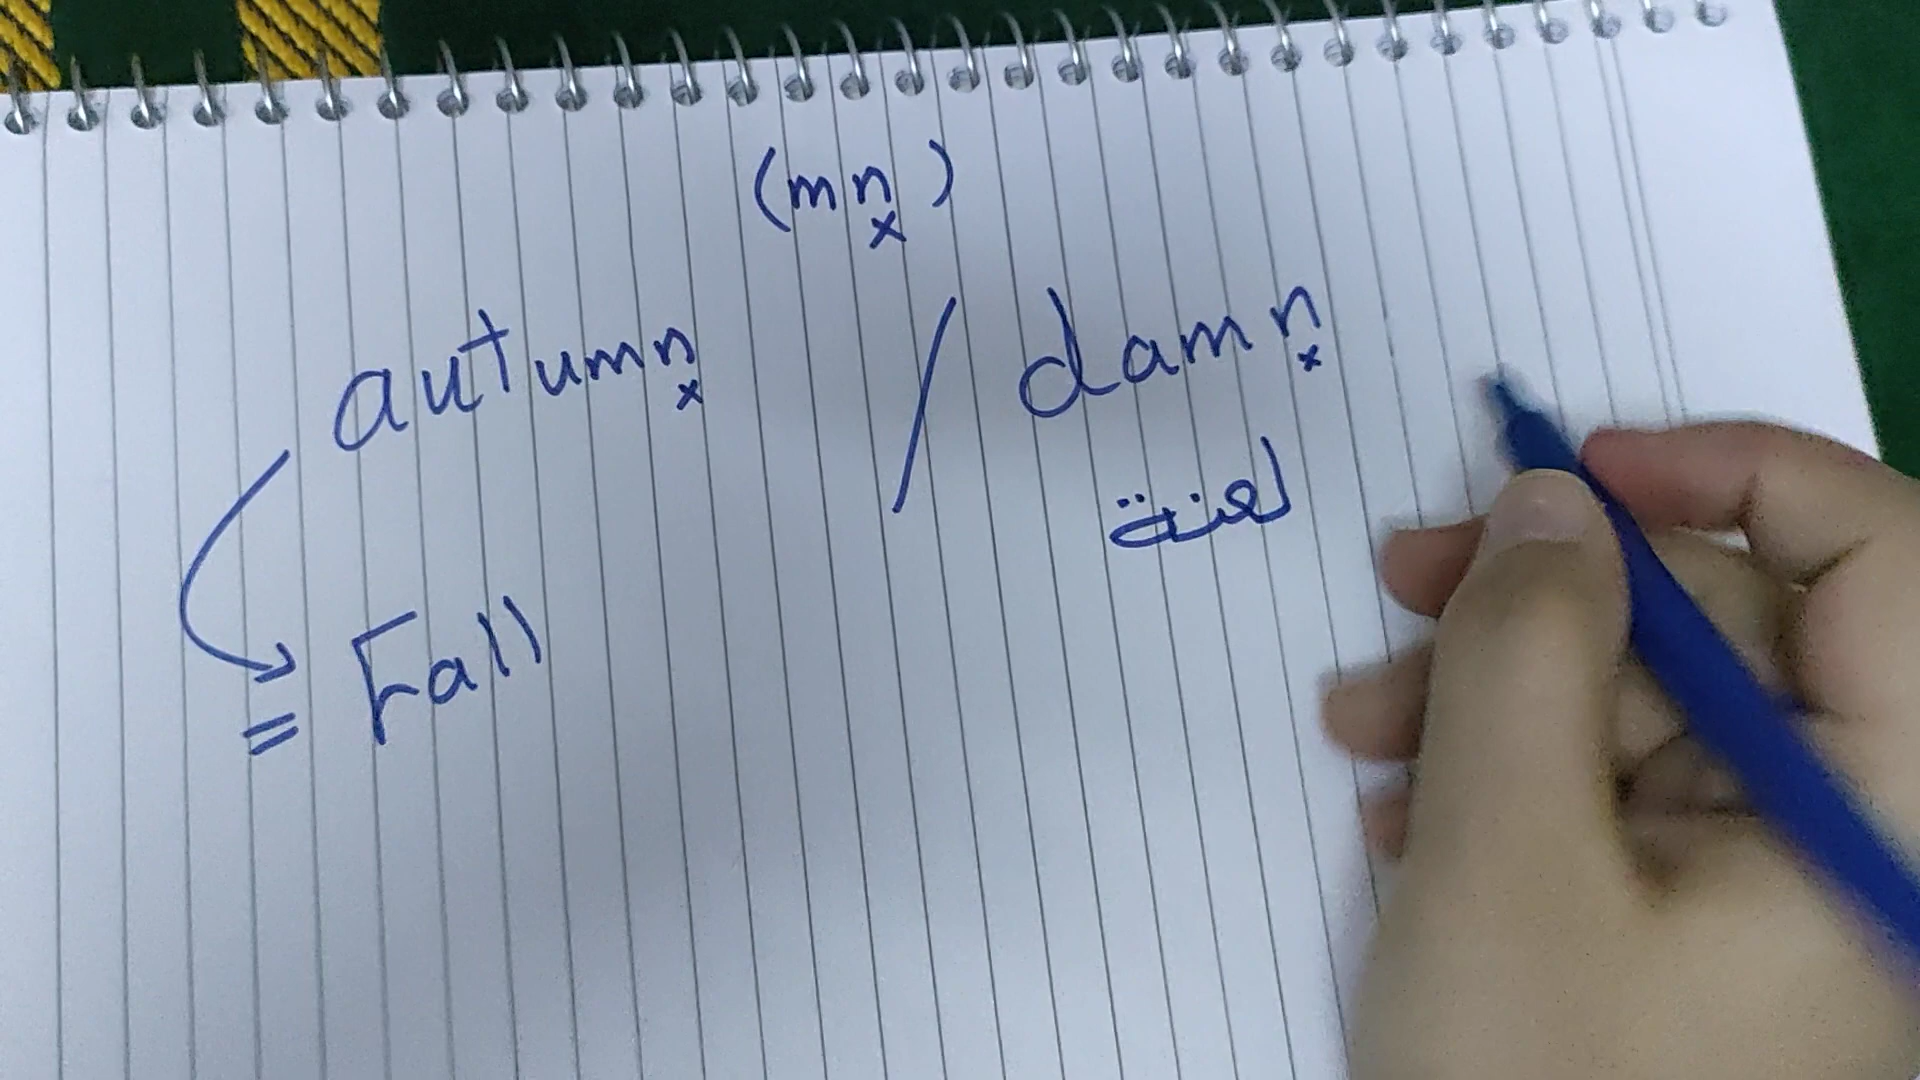 (mn)
x
autumn / damn
x x
لعنة
= Fall